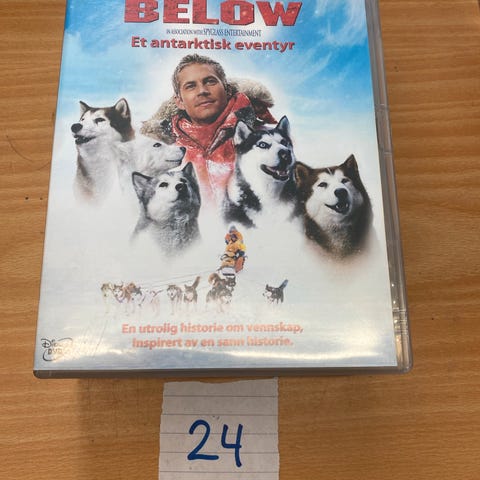 BELOW
IN ASSOCIATION WITH SPYGLASS ENTERTAINMENT
Et antarktisk eventyr
En utrolig historie om vennskap,
Inspirert av en sann historie.
Disney
DVD
24